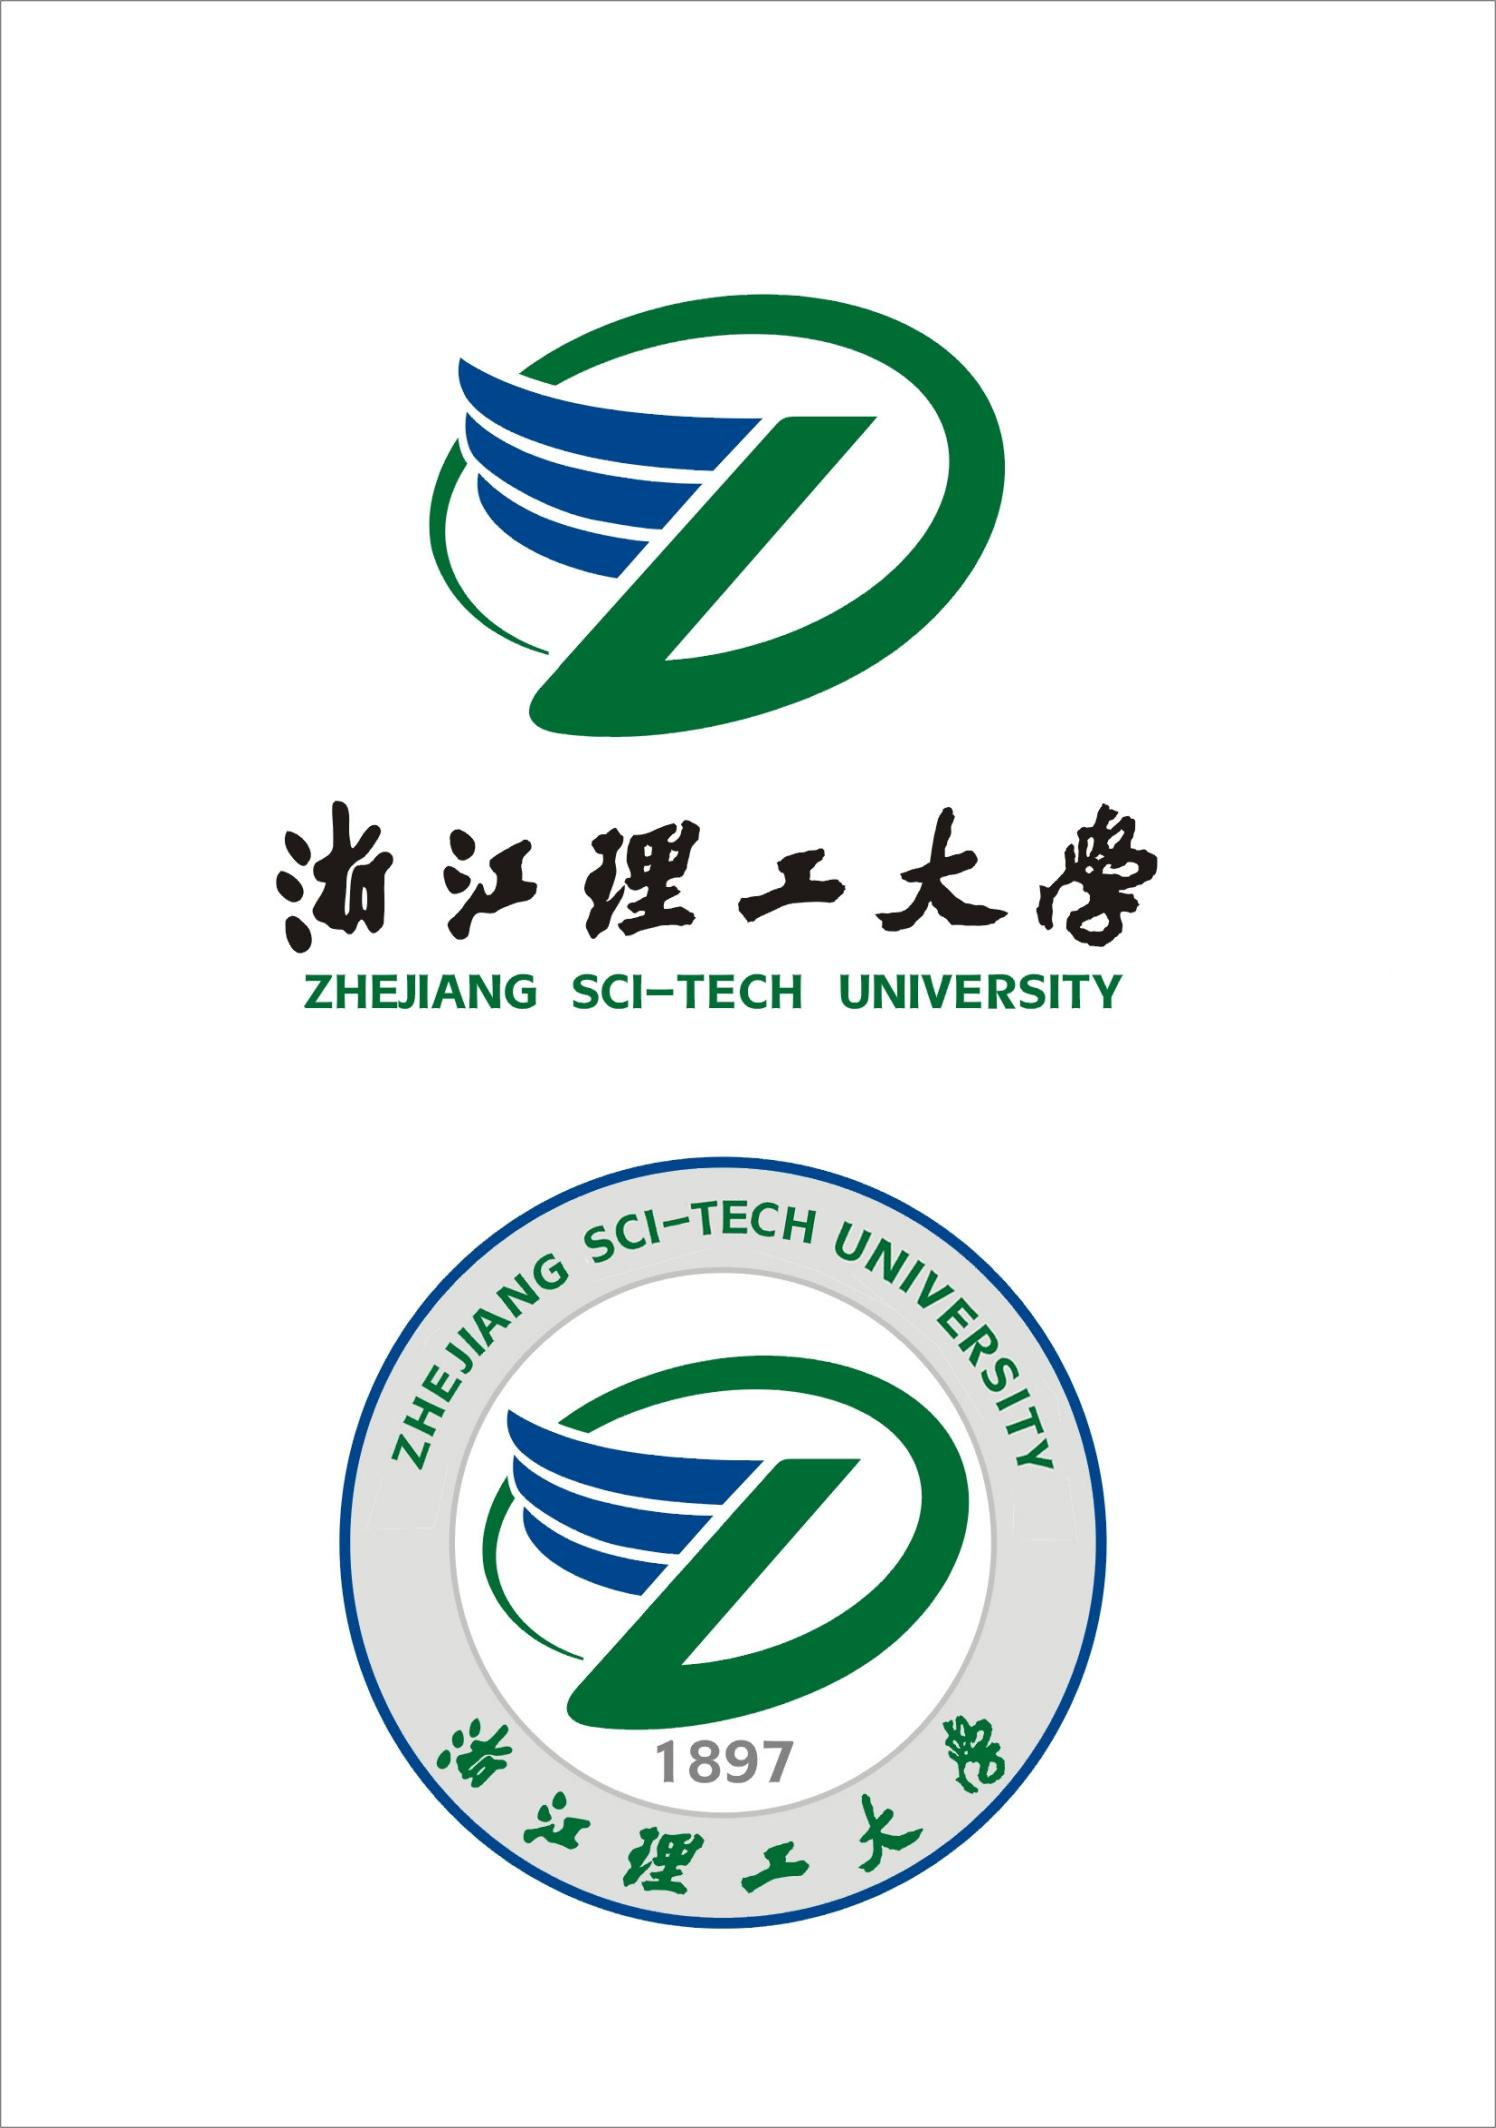 浙江理工大學
ZHEJIANG SCI-TECH UNIVERSITY
ZHEJIANG SCI-TECH UNIVERSITY
1897
浙江理工大學